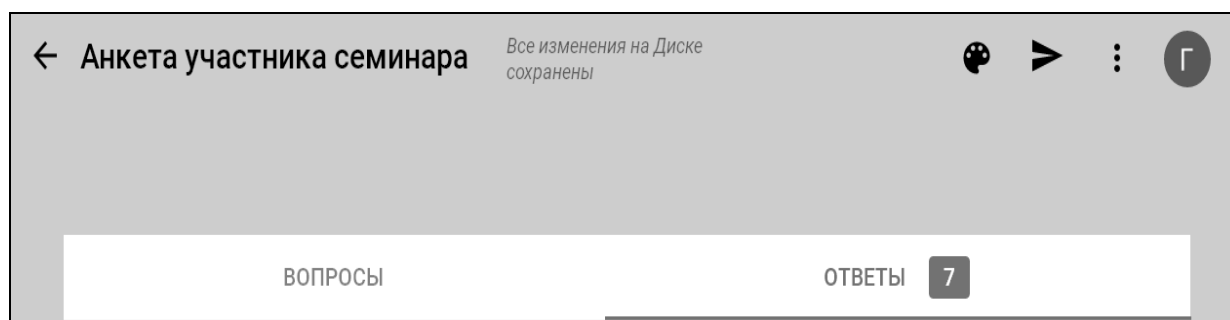 Анкета участника семинара
Все изменения на Диске
сохранены
Г
ВОПРОСЫ
ОТВЕТЫ 7